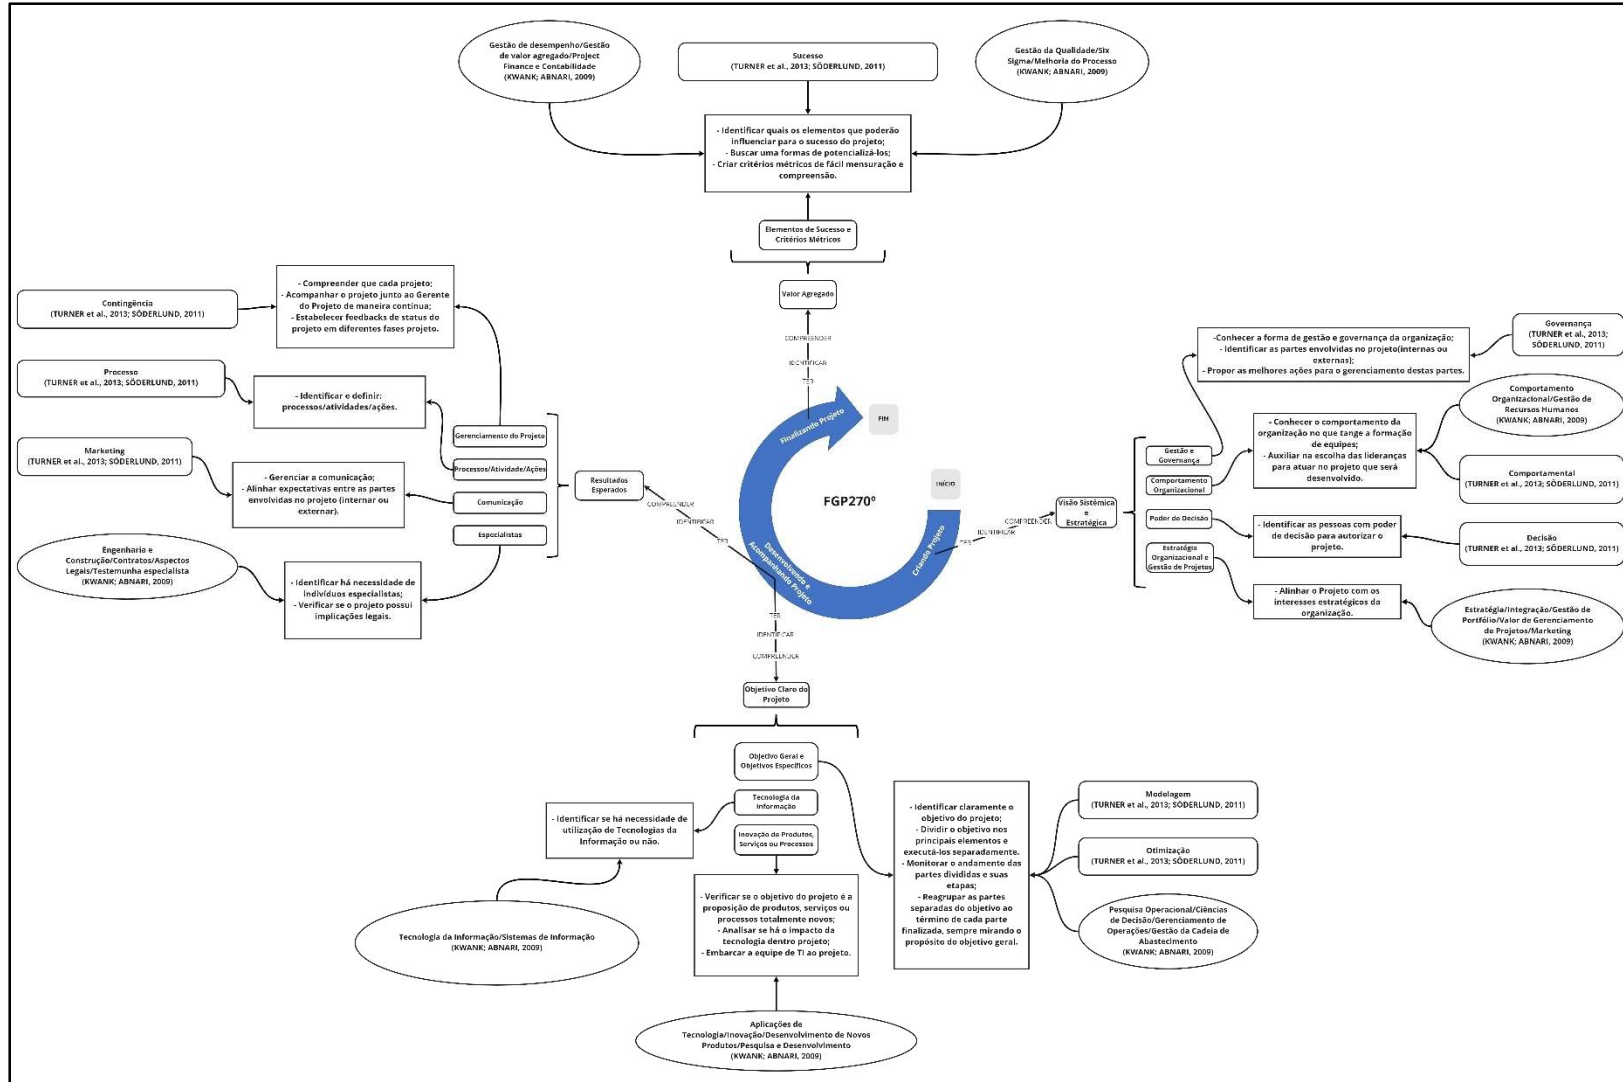 Gestão de desempenho/Gestão
de valor agregado/Project
Finance e Contabilidade
(KWANK; ABNARI, 2009)
Sucesso
(TURNER et al., 2013; SÖDERLUND, 2011)
Gestão da Qualidade/Six
Sigma/Melhoria do Processo
(KWANK; ABNARI, 2009)
- Identificar quais os elementos que poderão
influenciar para o sucesso do projeto;
- Buscar uma formas de potencializá-los;
- Criar critérios métricos de fácil mensuração e
compreensão.
Elementos de Sucesso e
Critérios Métricos
Valor Agregado
COMPREENDER
IDENTIFICAR
TER
Contingência
(TURNER et al., 2013; SÖDERLUND, 2011)
- Compreender que cada projeto;
- Acompanhar o projeto junto ao Gerente
do Projeto de maneira contínua;
- Estabelecer feedbacks de status do
projeto em diferentes fases projeto.
Processo
(TURNER et al., 2013; SÖDERLUND, 2011)
- Identificar e definir:
processos/atividades/ações.
Marketing
(TURNER et al., 2013; SÖDERLUND, 2011)
- Gerenciar a comunicação;
- Alinhar expectativas entre as partes
envolvidas no projeto (internar ou
externar).
Engenharia e
Construção/Contratos/Aspectos
Legais/Testemunha especialista
(KWANK; ABNARI, 2009)
- Identificar há necessidade de
indivíduos especialistas;
- Verificar se o projeto possui
implicações legais.
Gerenciamento do Projeto
Processos/Atividade/Ações
Comunicação
Especialistas
Resultados
Esperados
COMPREENDER
IDENTIFICAR
TER
Finalizando Projeto
FIM
FGP270º
INÍCIO
Criando Projeto
Desenvolvendo e
Acompanhando Projeto
TER
IDENTIFICAR
COMPREENDER
Visão Sistêmica
e
Estratégica
Gestão e
Governança
Comportamento
Organizacional
Poder de Decisão
Estratégia
Organizacional e
Gestão de Projetos
-Conhecer a forma de gestão e governança da organização;
- Identificar as partes envolvidas no projeto(internas ou
externas);
- Propor as melhores ações para o gerenciamento destas partes.
Governança
(TURNER et al., 2013;
SÖDERLUND, 2011)
- Conhecer o comportamento da
organização no que tange a formação de
equipes;
- Auxiliar na escolha das lideranças
para atuar no projeto que será
desenvolvido.
Comportamento
Organizacional/Gestão de
Recursos Humanos
(KWANK; ABNARI, 2009)
Comportamental
(TURNER et al., 2013; SÖDERLUND, 2011)
- Identificar as pessoas com poder
de decisão para autorizar o
projeto.
Decisão
(TURNER et al., 2013; SÖDERLUND, 2011)
- Alinhar o Projeto com os
interesses estratégicos da
organização.
Estratégia/Integração/Gestão de
Portfólio/Valor de Gerenciamento
de Projetos/Marketing
(KWANK; ABNARI, 2009)
TER
IDENTIFICAR
COMPREENDER
Objetivo Claro do
Projeto
Objetivo Geral e
Objetivos Específicos
Tecnologia da
Informação
Inovação de Produtos,
Serviços ou Processos
- Identificar se há necessidade de
utilização de Tecnologias da
Informação ou não.
Tecnologia da Informação/Sistemas de Informação
(KWANK; ABNARI, 2009)
- Verificar se o objetivo do projeto é a
proposição de produtos, serviços ou
processos totalmente novos;
- Analisar se há o impacto da
tecnologia dentro projeto;
- Embarcar a equipe de TI ao projeto.
Aplicações de
Tecnologia/Inovação/Desenvolvimento de Novos
Produtos/Pesquisa e Desenvolvimento
(KWANK; ABNARI, 2009)
- Identificar claramente o
objetivo do projeto;
- Dividir o objetivo nos
principais elementos e
executá-los separadamente.
- Monitorar o andamento das
partes divididas e suas
etapas;
- Reagrupar as partes
separadas do objetivo ao
término de cada parte
finalizada, sempre mirando o
propósito do objetivo geral.
Modelagem
(TURNER et al., 2013; SÖDERLUND, 2011)
Otimização
(TURNER et al., 2013; SÖDERLUND, 2011)
Pesquisa Operacional/Ciências
de Decisão/Gerenciamento de
Operações/Gestão da Cadeia de
Abastecimento
(KWANK; ABNARI, 2009)